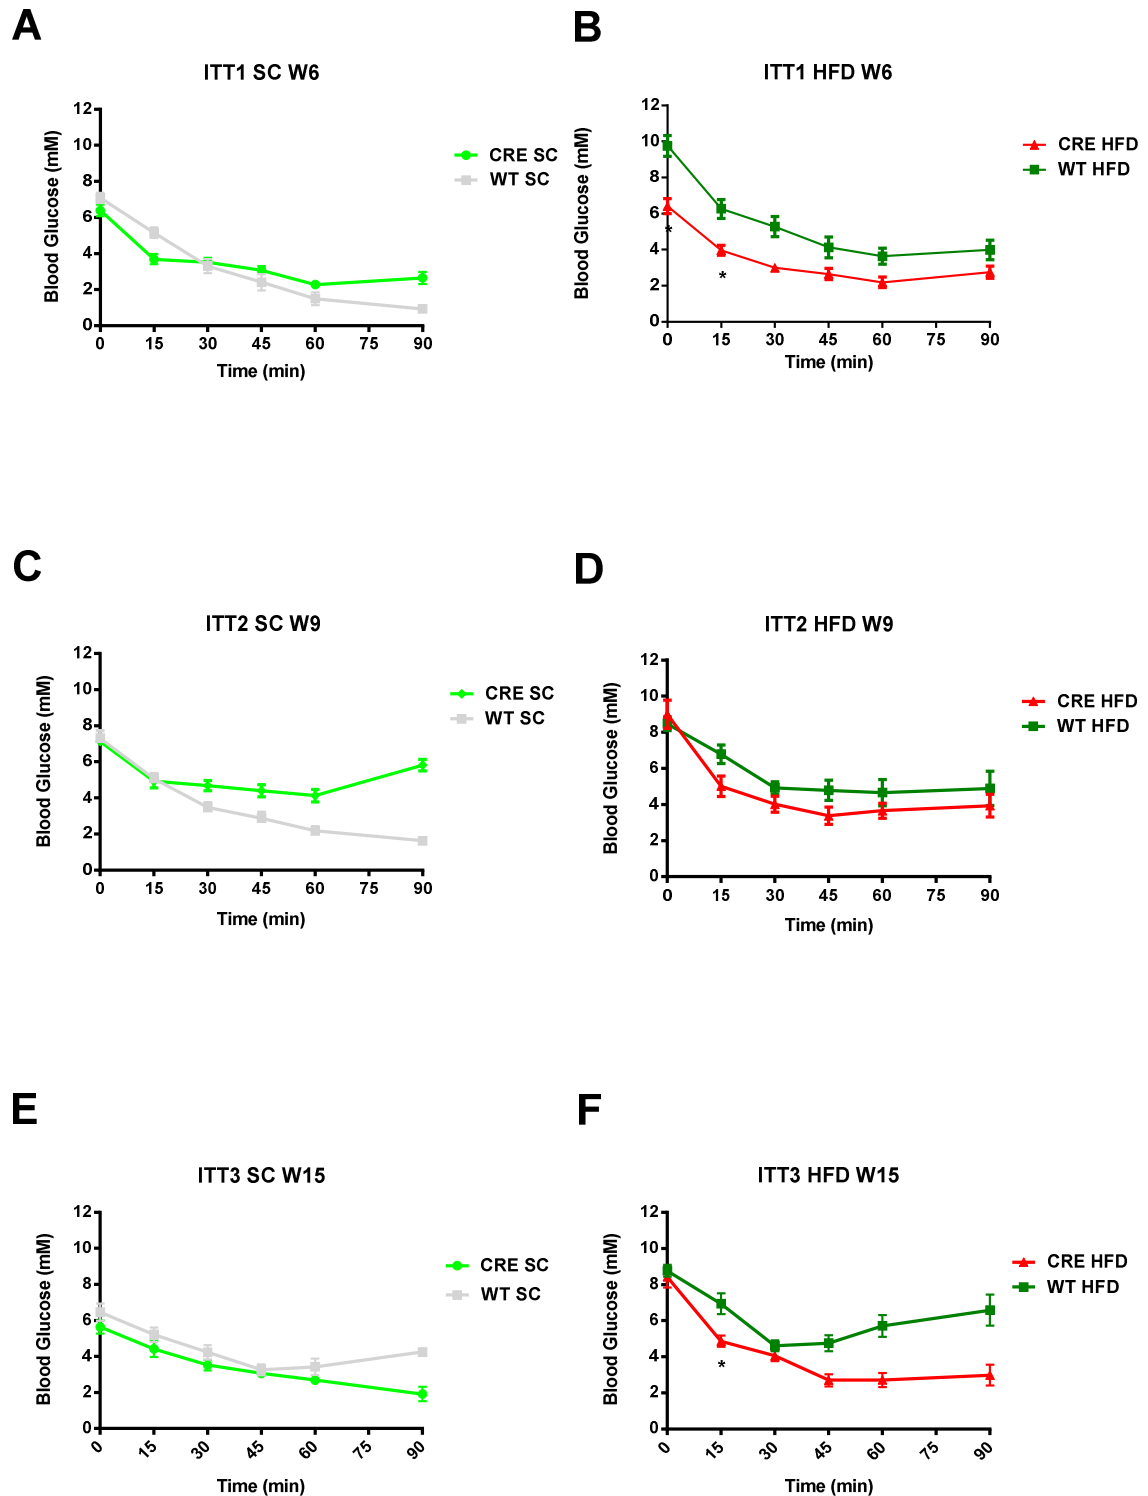 A
ITT1 SC W6
Blood Glucose (mM)
12
10
8
6
4
2
0
0 15 30 45 60 75 90
Time (min)
CRE SC
WT SC
B
ITT1 HFD W6
Blood Glucose (mM)
12
10
8
6
4
2
0
*
*
0 15 30 45 60 75 90
Time (min)
CRE HFD
WT HFD
C
ITT2 SC W9
Blood Glucose (mM)
12
10
8
6
4
2
0
0 15 30 45 60 75 90
Time (min)
CRE SC
WT SC
D
ITT2 HFD W9
Blood Glucose (mM)
12
10
8
6
4
2
0
0 15 30 45 60 75 90
Time (min)
CRE HFD
WT HFD
E
ITT3 SC W15
Blood Glucose (mM)
12
10
8
6
4
2
0
0 15 30 45 60 75 90
Time (min)
CRE SC
WT SC
F
ITT3 HFD W15
Blood Glucose (mM)
12
10
8
6
4
2
0
*
0 15 30 45 60 75 90
Time (min)
CRE HFD
WT HFD